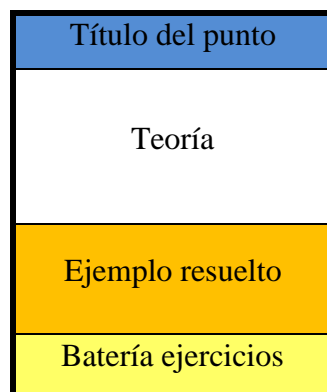 Título del punto
Teoría
Ejemplo resuelto
Batería ejercicios